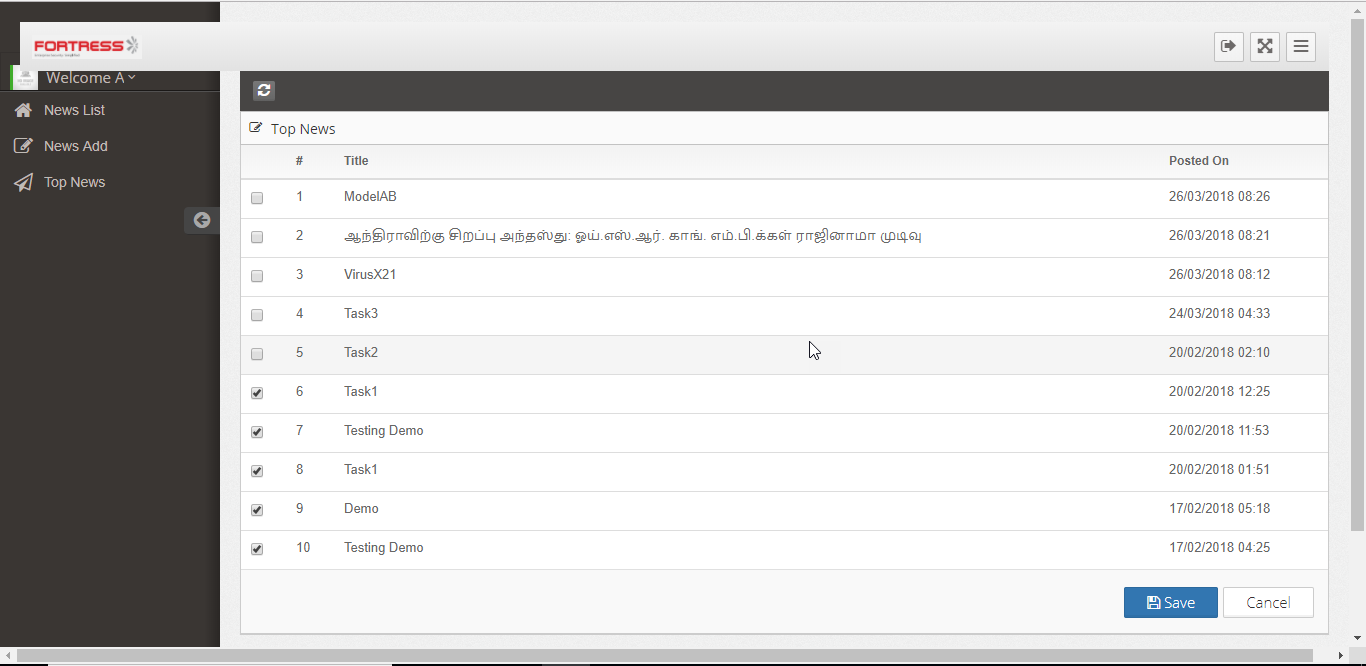 FORTRESS
Welcome A
News List
News Add
Top News
Top News
# Title Posted On
1 ModelAB 26/03/2018 08:26
2 ஆந்திராவிற்கு சிறப்பு அந்தஸ்து: ஓய்.எஸ்.ஆர். காங். எம்.பி.க்கள் ராஜினாமா முடிவு 26/03/2018 08:21
3 VirusX21 26/03/2018 08:12
4 Task3 24/03/2018 04:33
5 Task2 20/02/2018 02:10
6 Task1 20/02/2018 12:25
7 Testing Demo 20/02/2018 11:53
8 Task1 20/02/2018 01:51
9 Demo 17/02/2018 05:18
10 Testing Demo 17/02/2018 04:25
Save Cancel